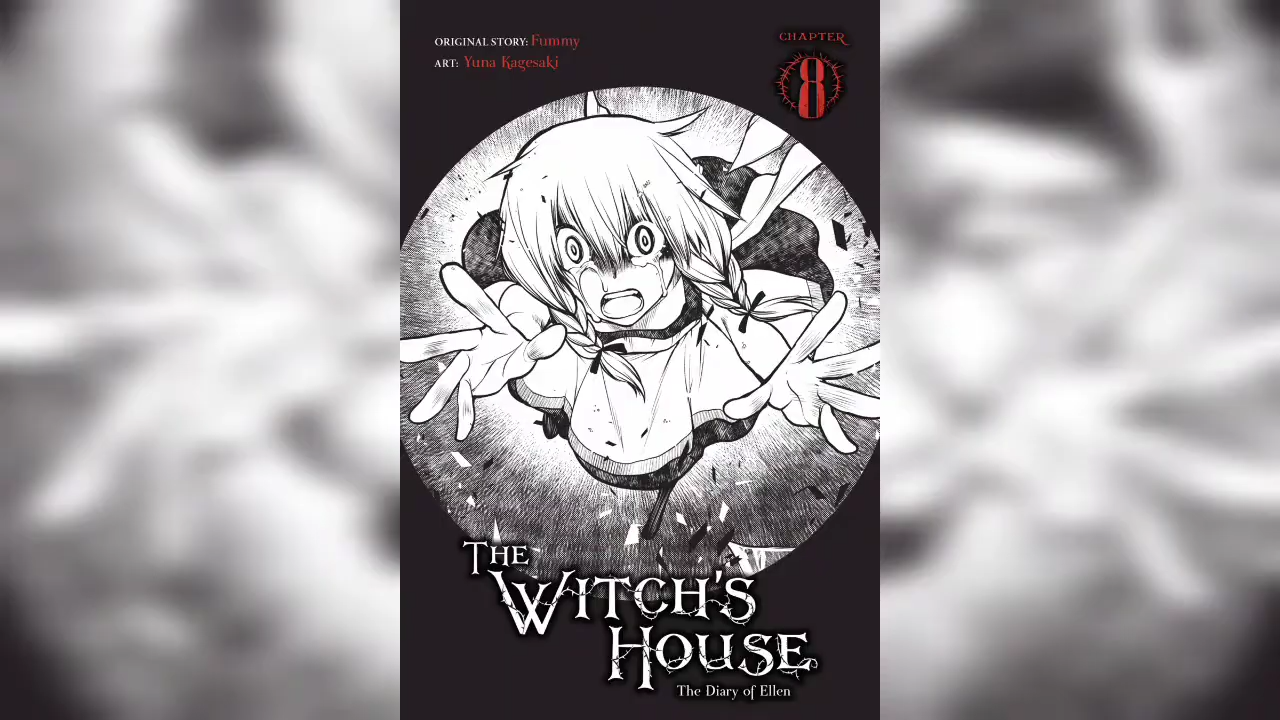 ORIGINAL STORY: Fummy
ART: Yuna Kagesaki
CHAPTER
8
THE
WITCH'S
HOUSE
The Diary of Ellen